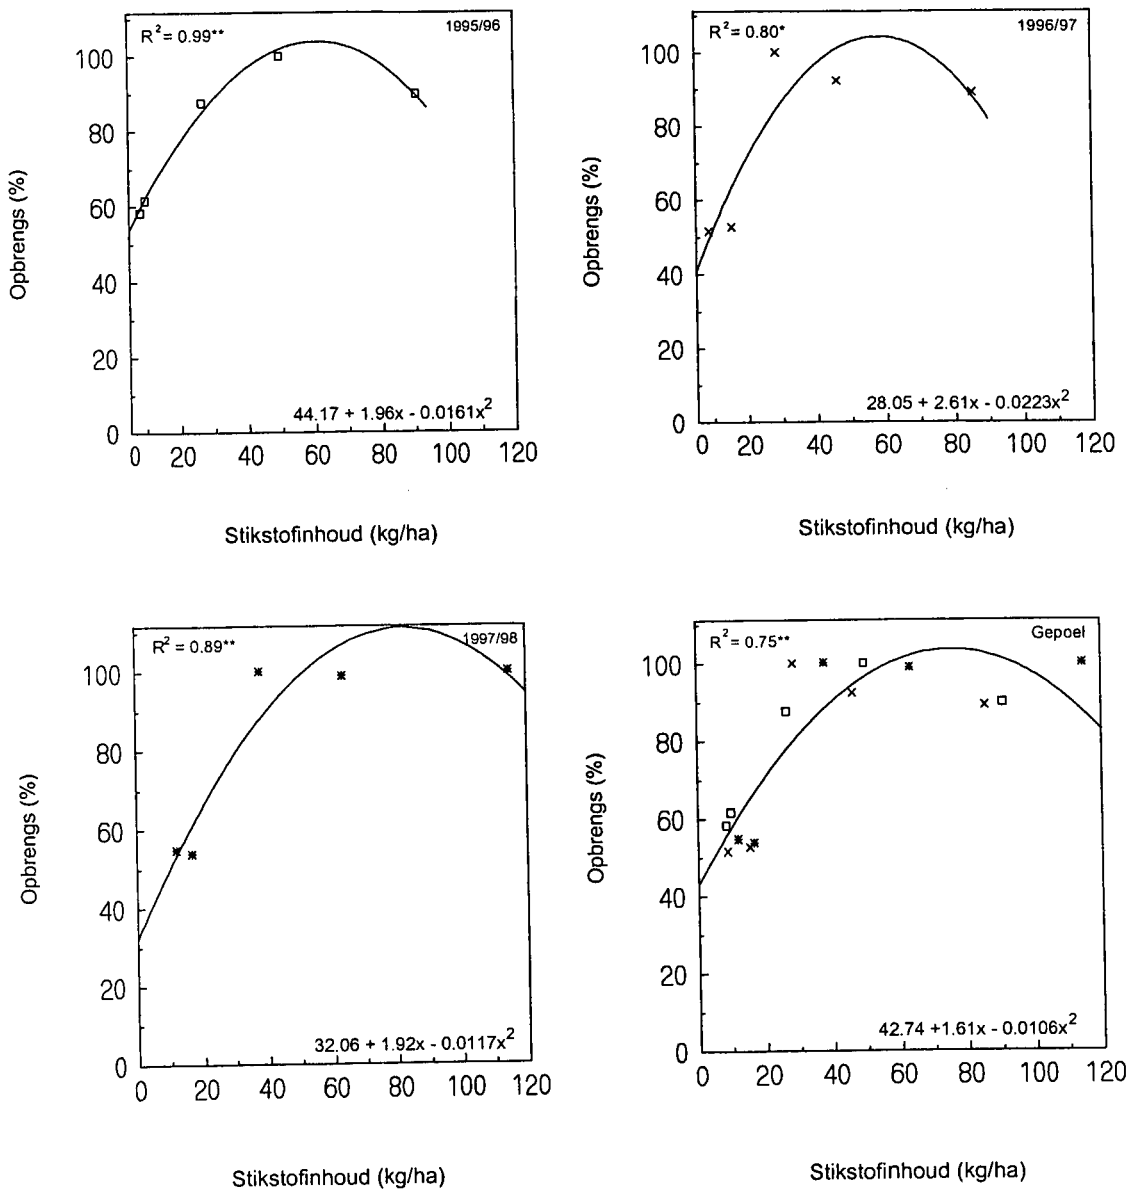 R² = 0.99**
1995/96
100
80
60
40
20
0
Opbrengs (%)
44.17 + 1.96x - 0.0161x²
0 20 40 60 80 100 120
Stikstofinhoud (kg/ha)
R² = 0.80*
1996/97
100
80
60
40
20
0
Opbrengs (%)
28.05 + 2.61x - 0.0223x²
0 20 40 60 80 100 120
Stikstofinhoud (kg/ha)
R² = 0.89**
1997/98
100
80
60
40
20
0
Opbrengs (%)
32.06 + 1.92x - 0.0117x²
0 20 40 60 80 100 120
Stikstofinhoud (kg/ha)
R² = 0.75**
Gepoel
100
80
60
40
20
0
Opbrengs (%)
42.74 +1.61x - 0.0106x²
0 20 40 60 80 100 120
Stikstofinhoud (kg/ha)